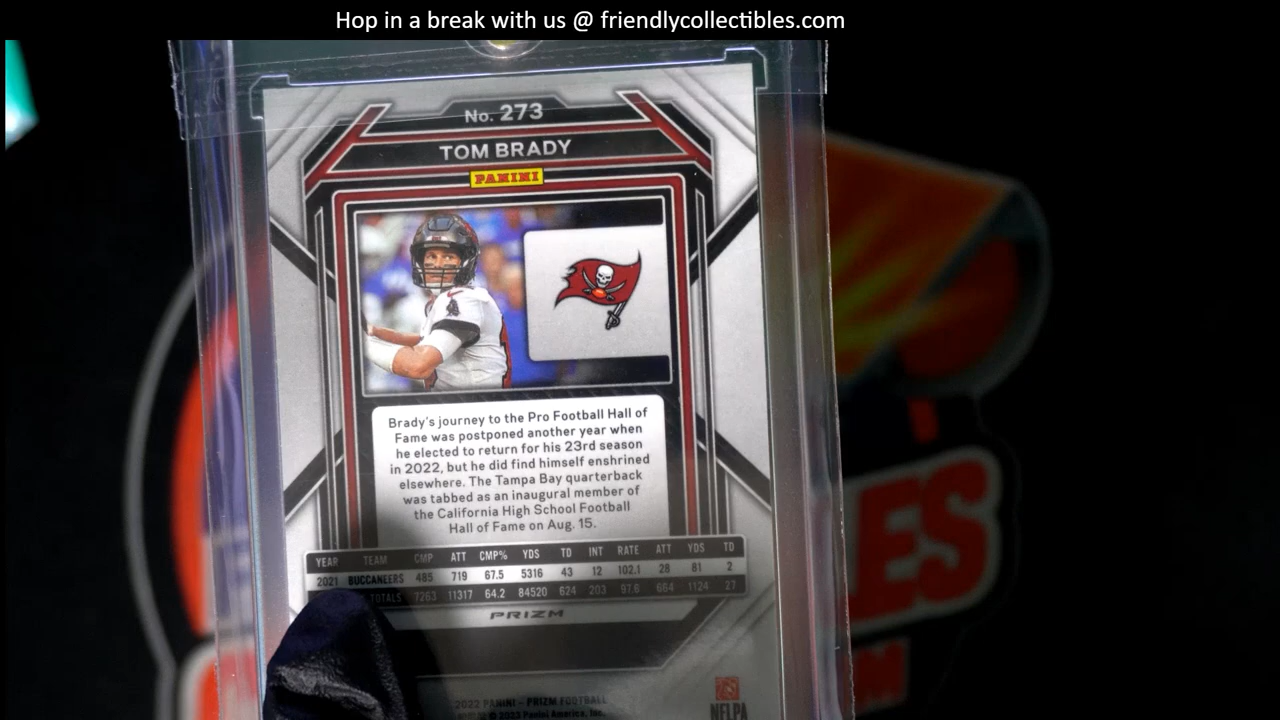 Hop in a break with us @ friendlycollectibles.com
No. 273
TOM BRADY
PANINI
Brady's journey to the Pro Football Hall of
Fame was postponed another year when
he elected to return for his 23rd season
in 2022, but he did find himself enshrined
elsewhere. The Tampa Bay quarterback
was tabbed as an inaugural member of
the California High School Football
Hall of Fame on Aug. 15.
YEAR TEAM CMP ATT CMP% YDS TD INT RATE ATT YDS TD
2021 BUCCANEERS 485 719 67.5 5316 43 12 102.1 28 81 2
TOTALS 7263 11317 64.2 84520 624 203 97.6 664 1124 27
PRIZM
2022 PANINI – PRIZM FOOTBALL
© 2023 Panini America, Inc.
NFLPA
LES